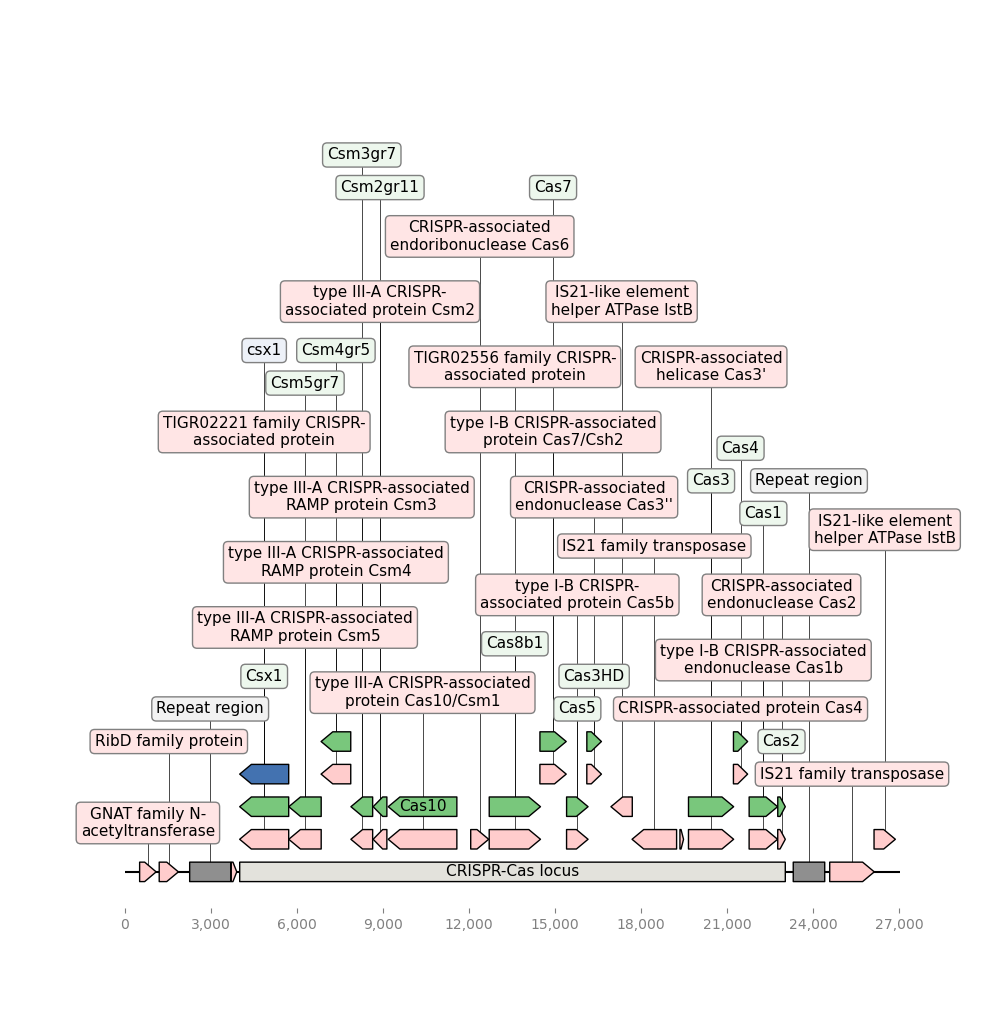 Csm3gr7
Csm2gr11
Cas7
CRISPR-associated
endoribonuclease Cas6
type III-A CRISPR-
associated protein Csm2
IS21-like element
helper ATPase IstB
csx1
Csm4gr5
TIGR02556 family CRISPR-
associated protein
CRISPR-associated
helicase Cas3'
Csm5gr7
TIGR02221 family CRISPR-
associated protein
type I-B CRISPR-associated
protein Cas7/Csh2
Cas4
Cas3
Repeat region
type III-A CRISPR-associated
RAMP protein Csm3
CRISPR-associated
endonuclease Cas3''
Cas1
IS21-like element
helper ATPase IstB
IS21 family transposase
type III-A CRISPR-associated
RAMP protein Csm4
type I-B CRISPR-
associated protein Cas5b
CRISPR-associated
endonuclease Cas2
type III-A CRISPR-associated
RAMP protein Csm5
Cas8b1
type I-B CRISPR-associated
endonuclease Cas1b
Csx1
type III-A CRISPR-associated
protein Cas10/Csm1
Cas3HD
Repeat region
Cas5
CRISPR-associated protein Cas4
RibD family protein
Cas2
IS21 family transposase
Cas10
GNAT family N-
acetyltransferase
CRISPR-Cas locus
0 3,000 6,000 9,000 12,000 15,000 18,000 21,000 24,000 27,000